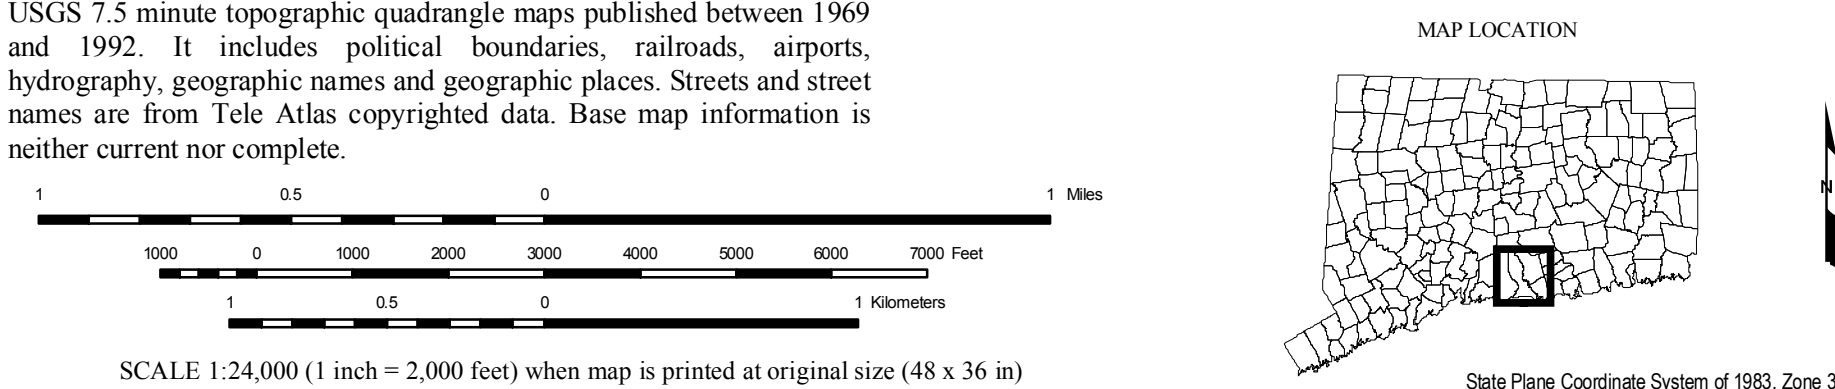 USGS 7.5 minute topographic quadrangle maps published between 1969
and 1992. It includes political boundaries, railroads, airports,
hydrography, geographic names and geographic places. Streets and street
names are from Tele Atlas copyrighted data. Base map information is
neither current nor complete.
1 0.5 0 1 Miles
1000 0 1000 2000 3000 4000 5000 6000 7000 Feet
1 0.5 0 1 Kilometers
SCALE 1:24,000 (1 inch = 2,000 feet) when map is printed at original size (48 x 36 in)
MAP LOCATION
N
State Plane Coordinate System of 1983, Zone 3